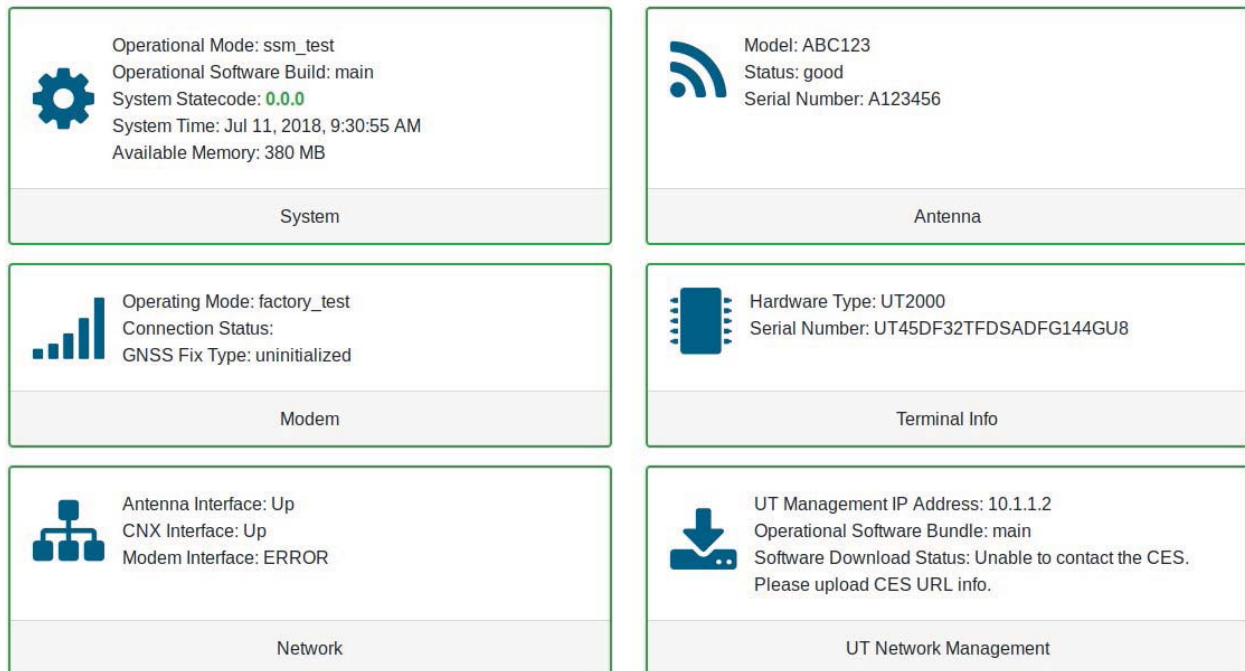 Operational Mode: ssm_test
Operational Software Build: main
System Statecode: 0.0.0
System Time: Jul 11, 2018, 9:30:55 AM
Available Memory: 380 MB
System
Model: ABC123
Status: good
Serial Number: A123456
Antenna
Operating Mode: factory_test
Connection Status:
GNSS Fix Type: uninitialized
Modem
Hardware Type: UT2000
Serial Number: UT45DF32TFDSADFG144GU8
Terminal Info
Antenna Interface: Up
CNX Interface: Up
Modem Interface: ERROR
Network
UT Management IP Address: 10.1.1.2
Operational Software Bundle: main
Software Download Status: Unable to contact the CES.
Please upload CES URL info.
UT Network Management